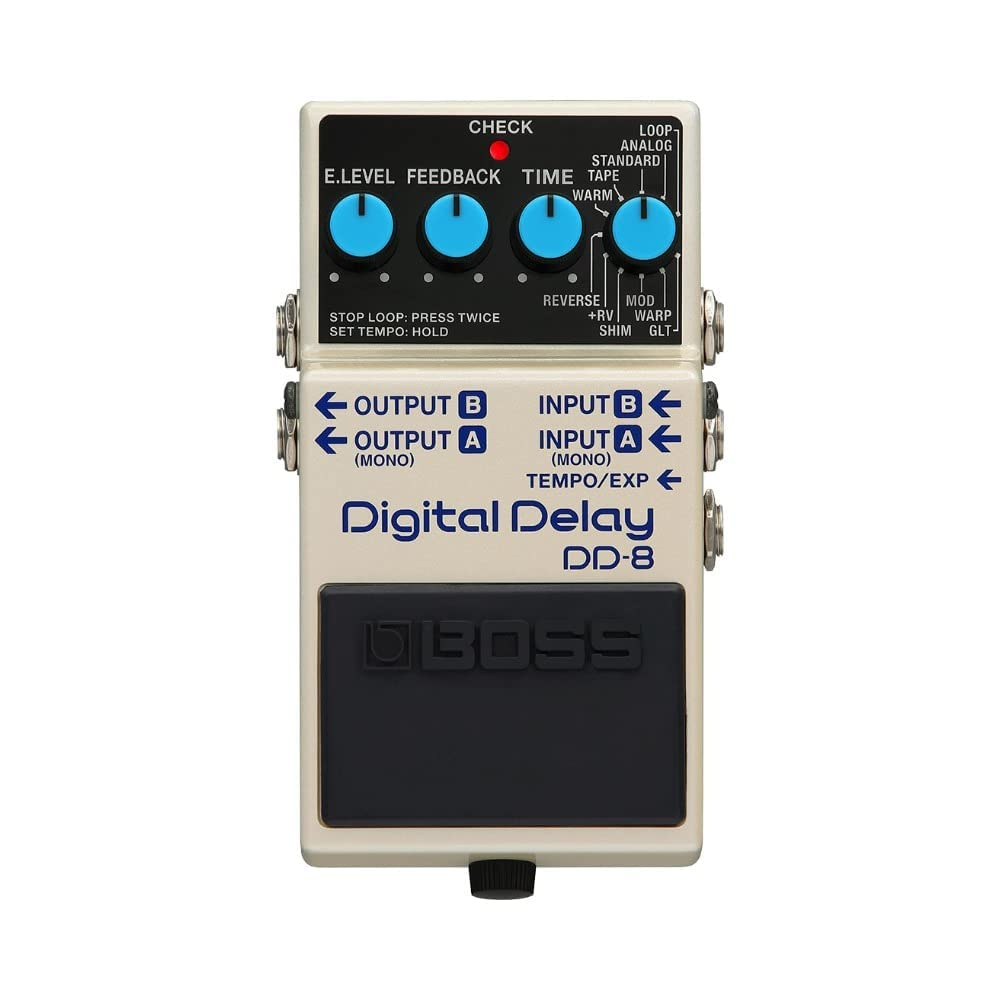 CHECK
E.LEVEL FEEDBACK TIME
LOOP
ANALOG
STANDARD
TAPE
WARM
REVERSE
+RV
SHIM
MOD
WARP
GLT
STOP LOOP: PRESS TWICE
SET TEMPO: HOLD
OUTPUT B
INPUT B
OUTPUT A
(MONO)
INPUT A
(MONO)
TEMPO/EXP
Digital Delay
DD-8
BOSS